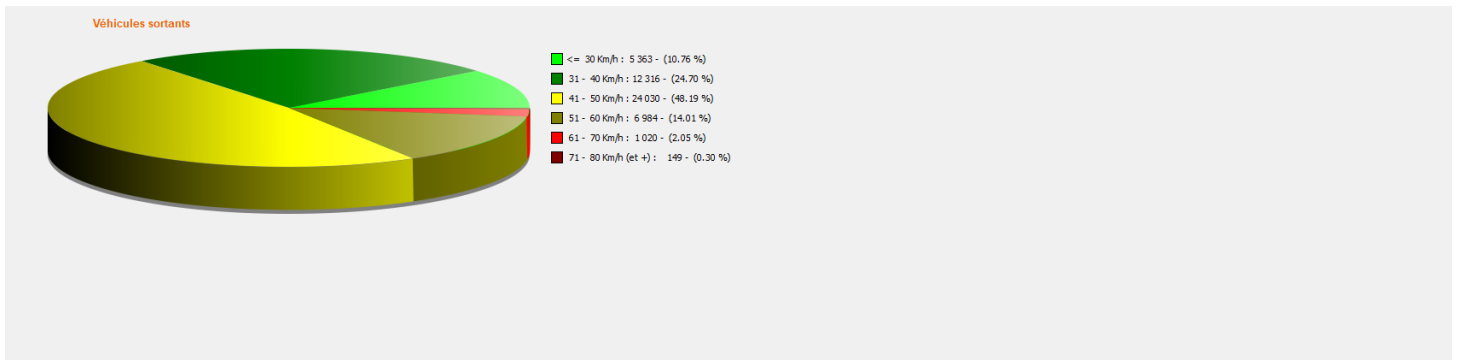 Véhicules sortants
<= 30 Km/h : 5 363 - (10.76 %)
31 - 40 Km/h : 12 316 - (24.70 %)
41 - 50 Km/h : 24 030 - (48.19 %)
51 - 60 Km/h : 6 984 - (14.01 %)
61 - 70 Km/h : 1 020 - (2.05 %)
71 - 80 Km/h (et +) : 149 - (0.30 %)